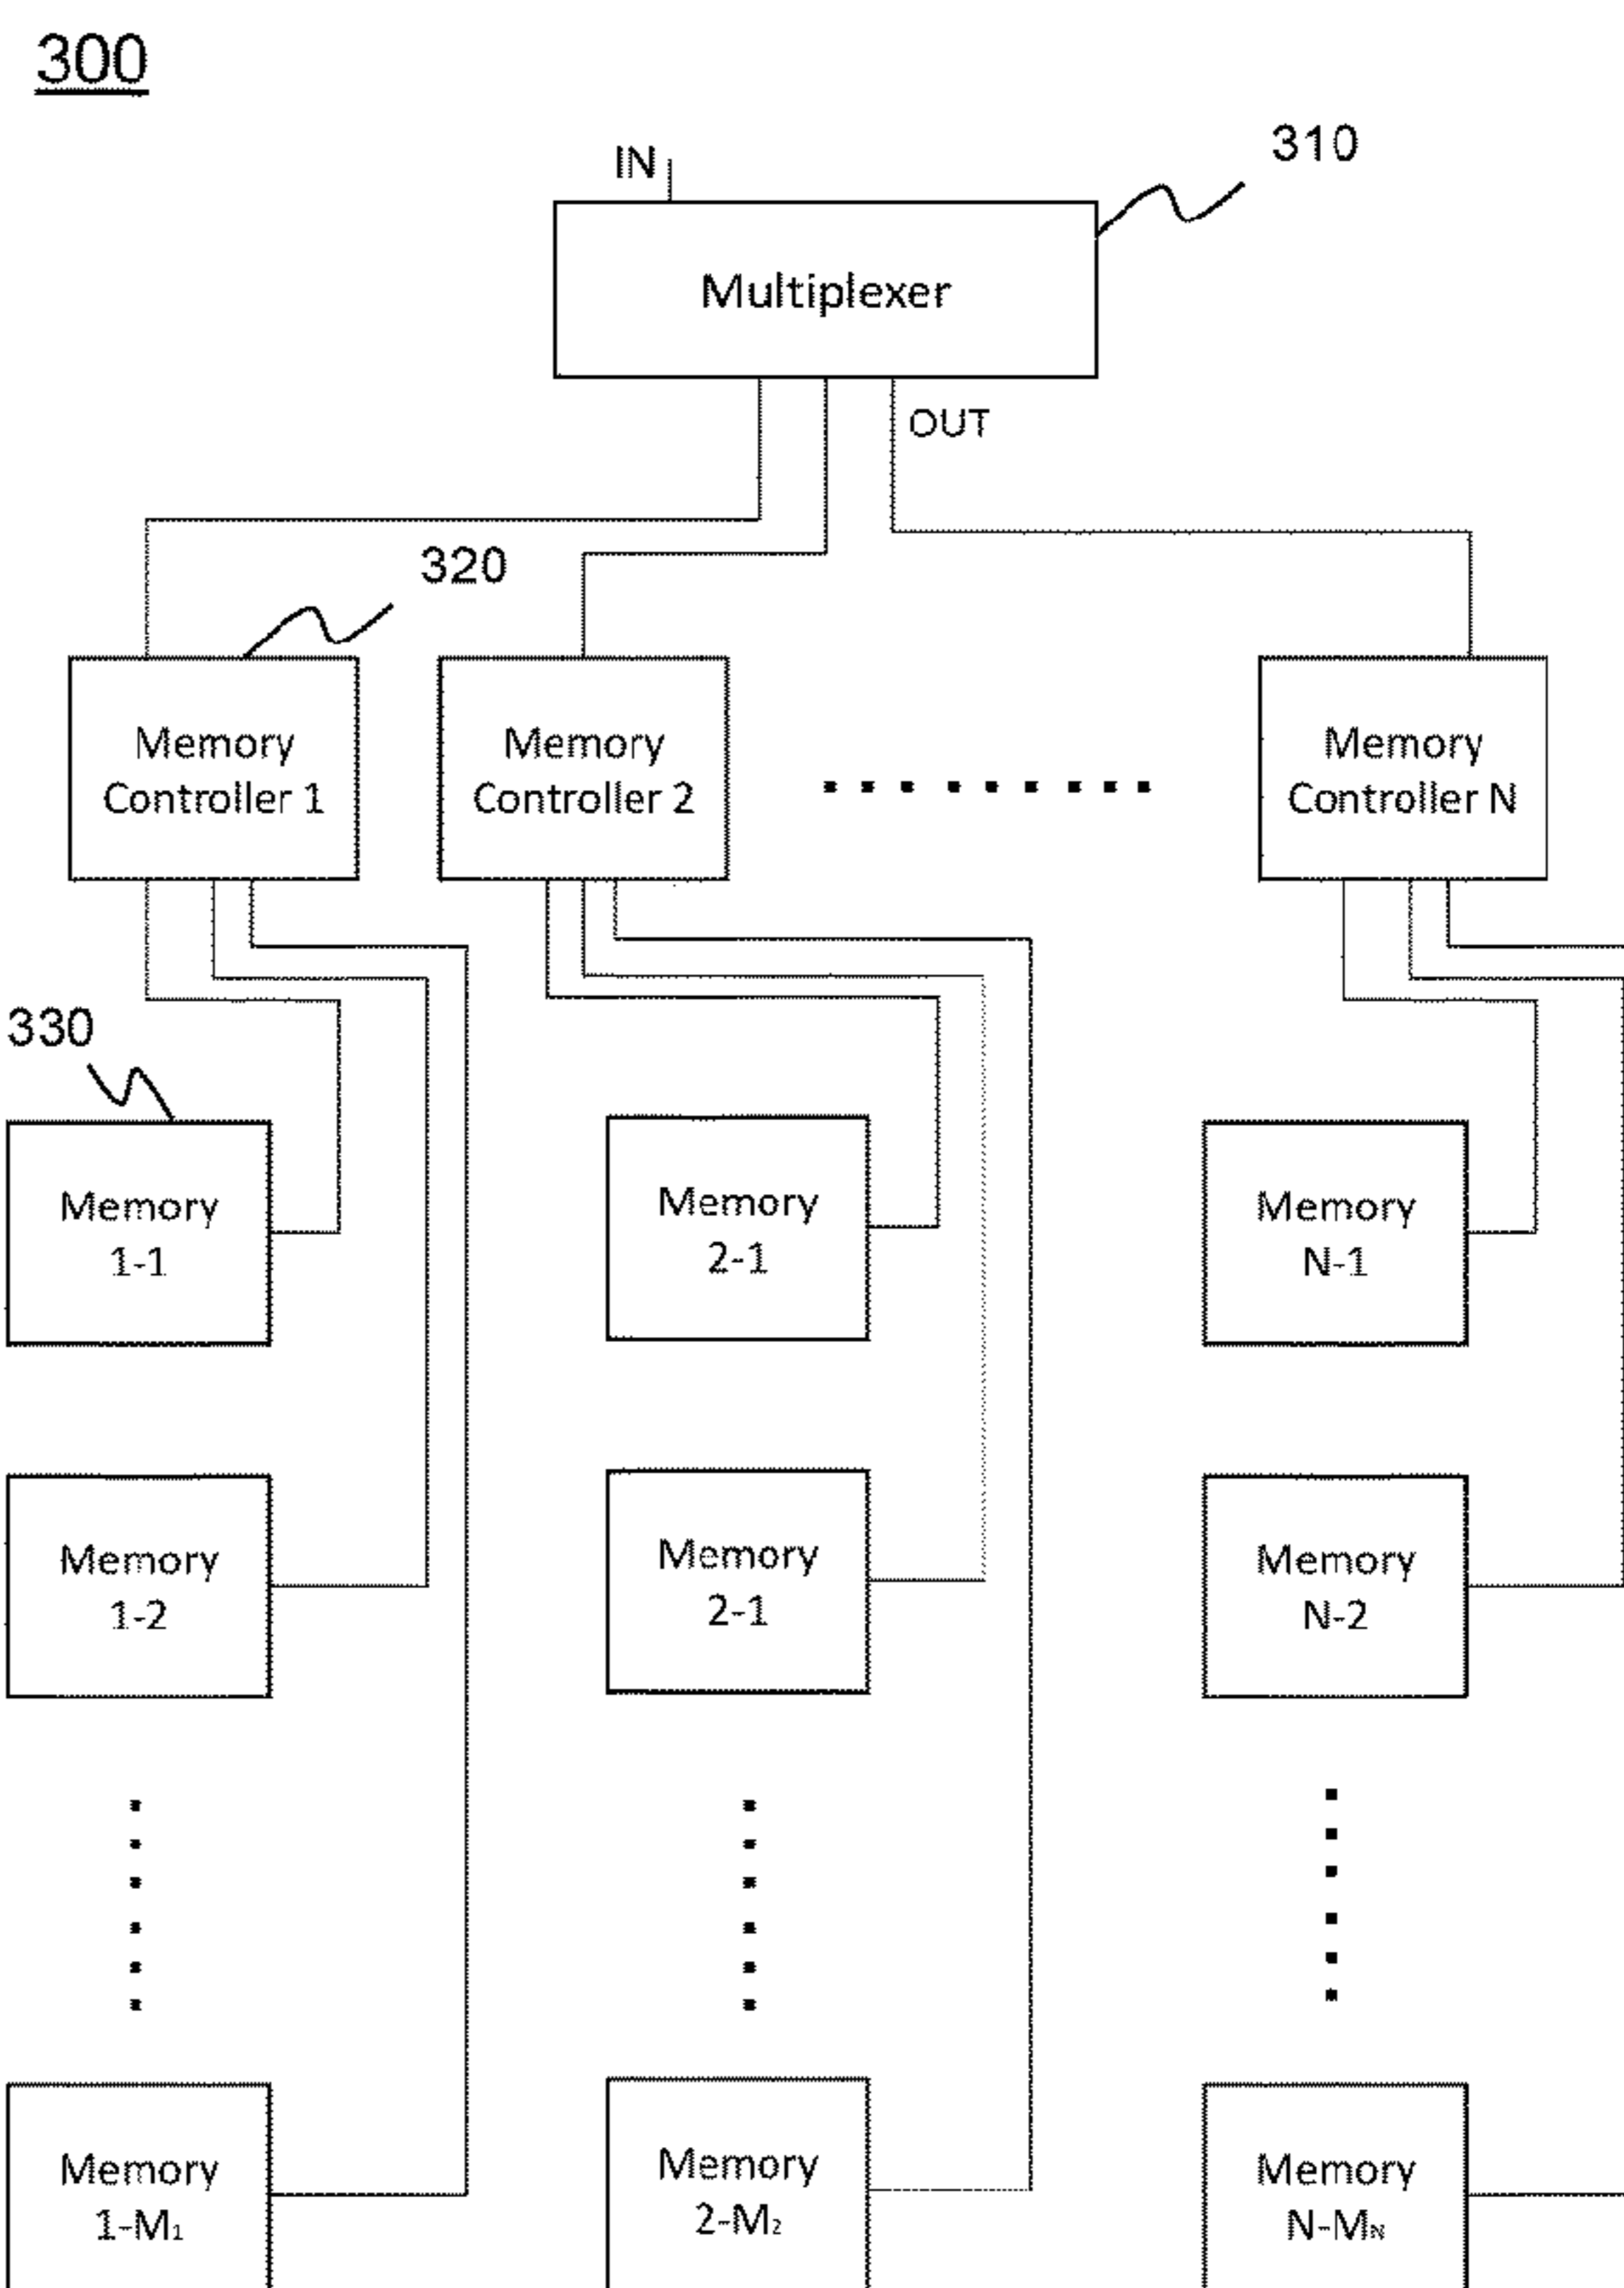 300
310
IN
Multiplexer
OUT
320
Memory
Controller 1
Memory
Controller 2
Memory
Controller N
330
Memory
1-1
Memory
2-1
Memory
N-1
Memory
1-2
Memory
2-1
Memory
N-2
Memory
1-M₁
Memory
2-M₂
Memory
N-Mₙ